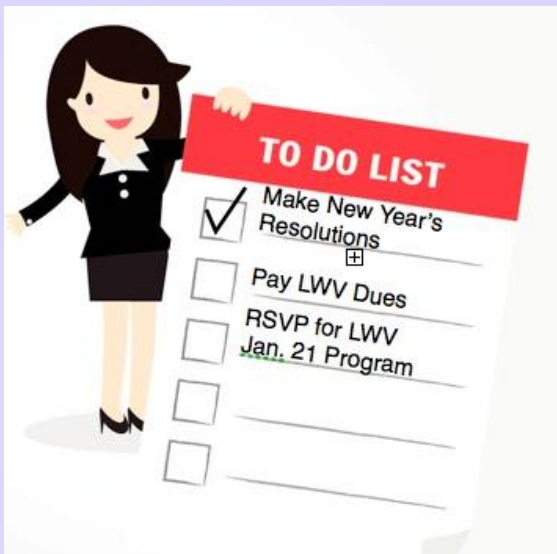 TO DO LIST
Make New Year's
Resolutions
Pay LWV Dues
RSVP for LWV
Jan. 21 Program